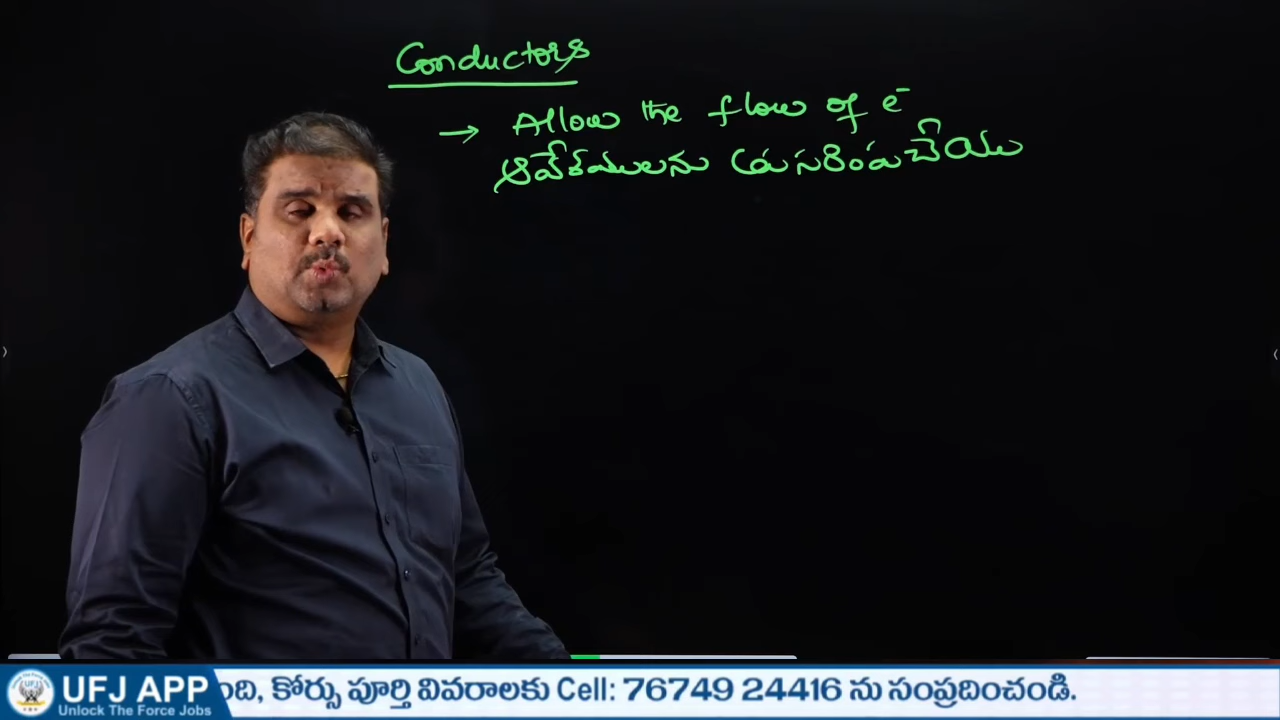 Conductors
→ Allow the flow of e⁻
ఆవేశములను ప్రసరింపచేయు
UFJ APP
Unlock The Force Jobs
ంది, కోర్సు పూర్తి వివరాలకు Cell: 76749 24416 ను సంప్రదించండి.